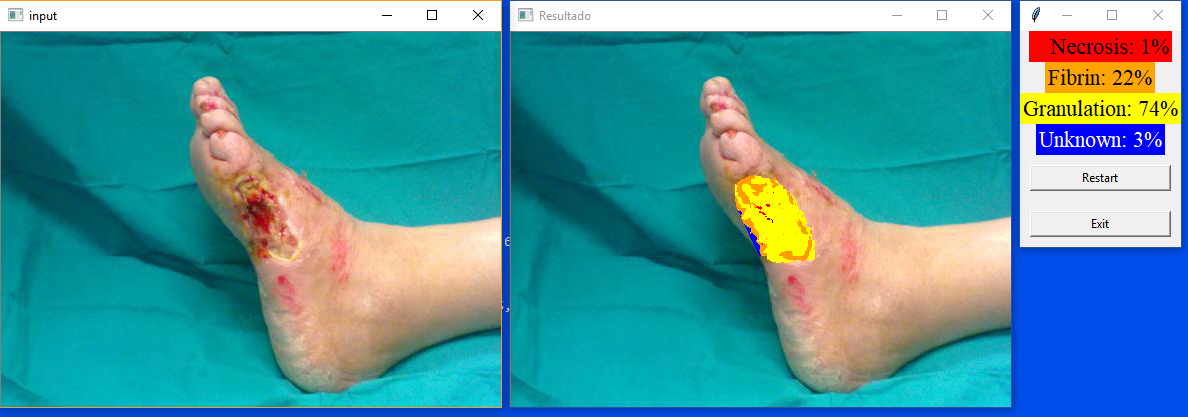 input
Resultado
Necrosis: 1%
Fibrin: 22%
Granulation: 74%
Unknown: 3%
Restart
Exit